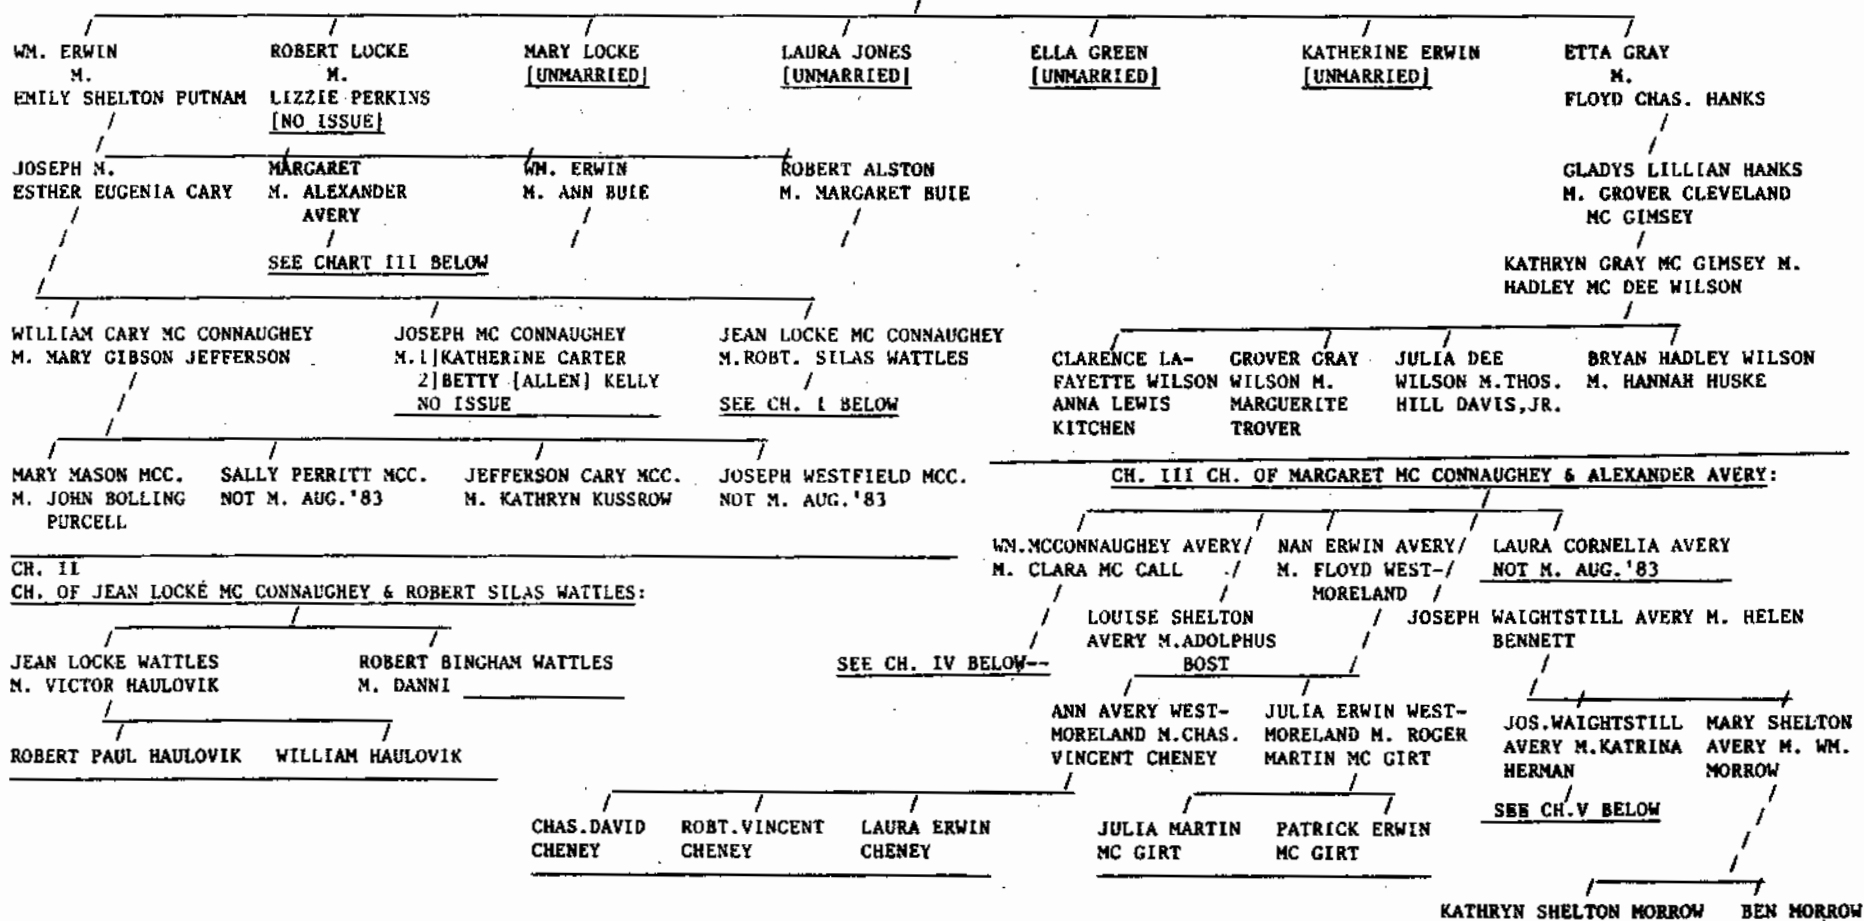 WM. ERWIN
M.
EMILY SHELTON PUTNAM
ROBERT LOCKE
M.
LIZZIE PERKINS
[NO ISSUE]
MARY LOCKE
[UNMARRIED]
LAURA JONES
[UNMARRIED]
ELLA GREEN
[UNMARRIED]
KATHERINE ERWIN
[UNMARRIED]
ETTA GRAY
M.
FLOYD CHAS. HANKS
JOSEPH M.
ESTHER EUGENIA CARY
MARGARET
M. ALEXANDER
AVERY
SEE CHART III BELOW
WM. ERWIN
M. ANN BUIE
ROBERT ALSTON
M. MARGARET BUIE
GLADYS LILLIAN HANKS
M. GROVER CLEVELAND
MC GIMSEY
KATHRYN GRAY MC GIMSEY M.
HADLEY MC DEE WILSON
WILLIAM CARY MC CONNAUGHEY
M. MARY GIBSON JEFFERSON
JOSEPH MC CONNAUGHEY
M.1]KATHERINE CARTER
2]BETTY [ALLEN] KELLY
NO ISSUE
JEAN LOCKE MC CONNAUGHEY
M.ROBT. SILAS WATTLES
SEE CH. I BELOW
CLARENCE LA-
FAYETTE WILSON
ANNA LEWIS
KITCHEN
GROVER GRAY
WILSON M.
MARGUERITE
TROVER
JULIA DEE
WILSON M.THOS.
HILL DAVIS,JR.
BRYAN HADLEY WILSON
M. HANNAH HUSKE
MARY MASON MCC.
M. JOHN BOLLING
PURCELL
SALLY PERRITT MCC.
NOT M. AUG.'83
JEFFERSON CARY MCC.
M. KATHRYN KUSSROW
JOSEPH WESTFIELD MCC.
NOT M. AUG.'83
CH. III CH. OF MARGARET MC CONNAUGHEY & ALEXANDER AVERY:
WM.MCCONNAUGHEY AVERY/
M. CLARA MC CALL
SEE CH. IV BELOW--
LOUISE SHELTON
AVERY M.ADOLPHUS
BOST
NAN ERWIN AVERY/
M. FLOYD WEST-/
MORELAND
LAURA CORNELIA AVERY
NOT M. AUG.'83
JOSEPH WAIGHTSTILL AVERY M. HELEN
BENNETT
CH. II
CH. OF JEAN LOCKE MC CONNAUGHEY & ROBERT SILAS WATTLES:
JEAN LOCKE WATTLES
M. VICTOR HAULOVIK
ROBERT BINGHAM WATTLES
M. DANNI
ROBERT PAUL HAULOVIK
WILLIAM HAULOVIK
ANN AVERY WEST-
MORELAND M.CHAS.
VINCENT CHENEY
JULIA ERWIN WEST-
MORELAND M. ROGER
MARTIN MC GIRT
JOS.WAIGHTSTILL
AVERY M.KATRINA
HERMAN
SEE CH.V BELOW
MARY SHELTON
AVERY M. WM.
MORROW
CHAS.DAVID
CHENEY
ROBT.VINCENT
CHENEY
LAURA ERWIN
CHENEY
JULIA MARTIN
MC GIRT
PATRICK ERWIN
MC GIRT
KATHRYN SHELTON MORROW
BEN MORROW